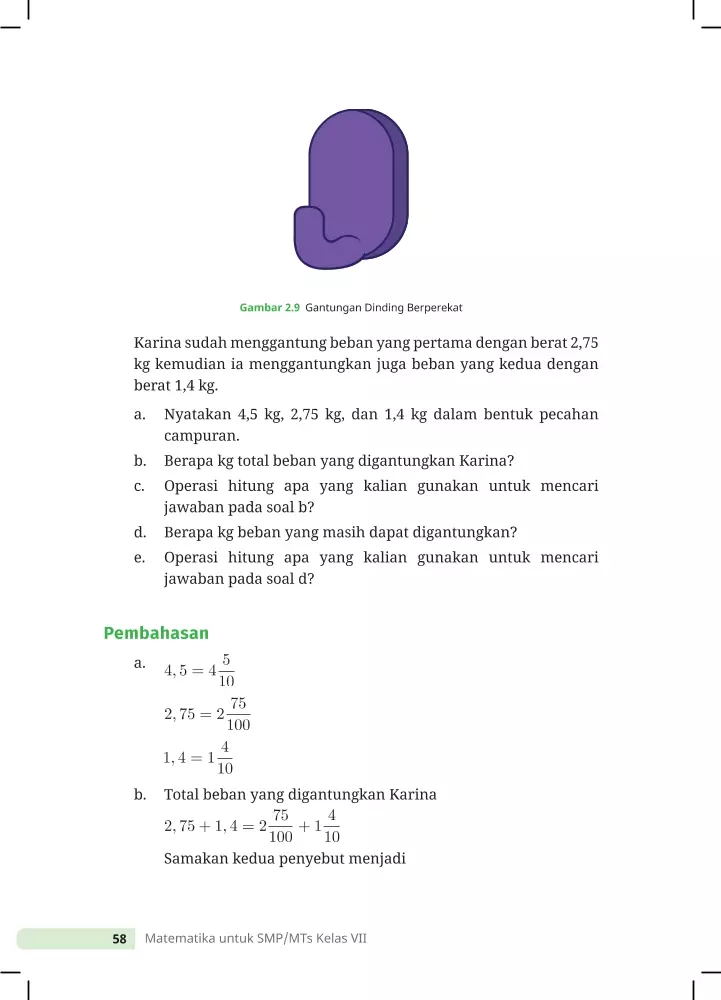 Gambar 2.9 Gantungan Dinding Berperekat
Karina sudah menggantung beban yang pertama dengan berat 2,75
kg kemudian ia menggantungkan juga beban yang kedua dengan
berat 1,4 kg.
a. Nyatakan 4,5 kg, 2,75 kg, dan 1,4 kg dalam bentuk pecahan
campuran.
b. Berapa kg total beban yang digantungkan Karina?
c. Operasi hitung apa yang kalian gunakan untuk mencari
jawaban pada soal b?
d. Berapa kg beban yang masih dapat digantungkan?
e. Operasi hitung apa yang kalian gunakan untuk mencari
jawaban pada soal d?
Pembahasan
a. 4,5 = 4 5/10
2,75 = 2 75/100
1,4 = 1 4/10
b. Total beban yang digantungkan Karina
2,75 + 1,4 = 2 75/100 + 1 4/10
Samakan kedua penyebut menjadi
58 Matematika untuk SMP/MTs Kelas VII